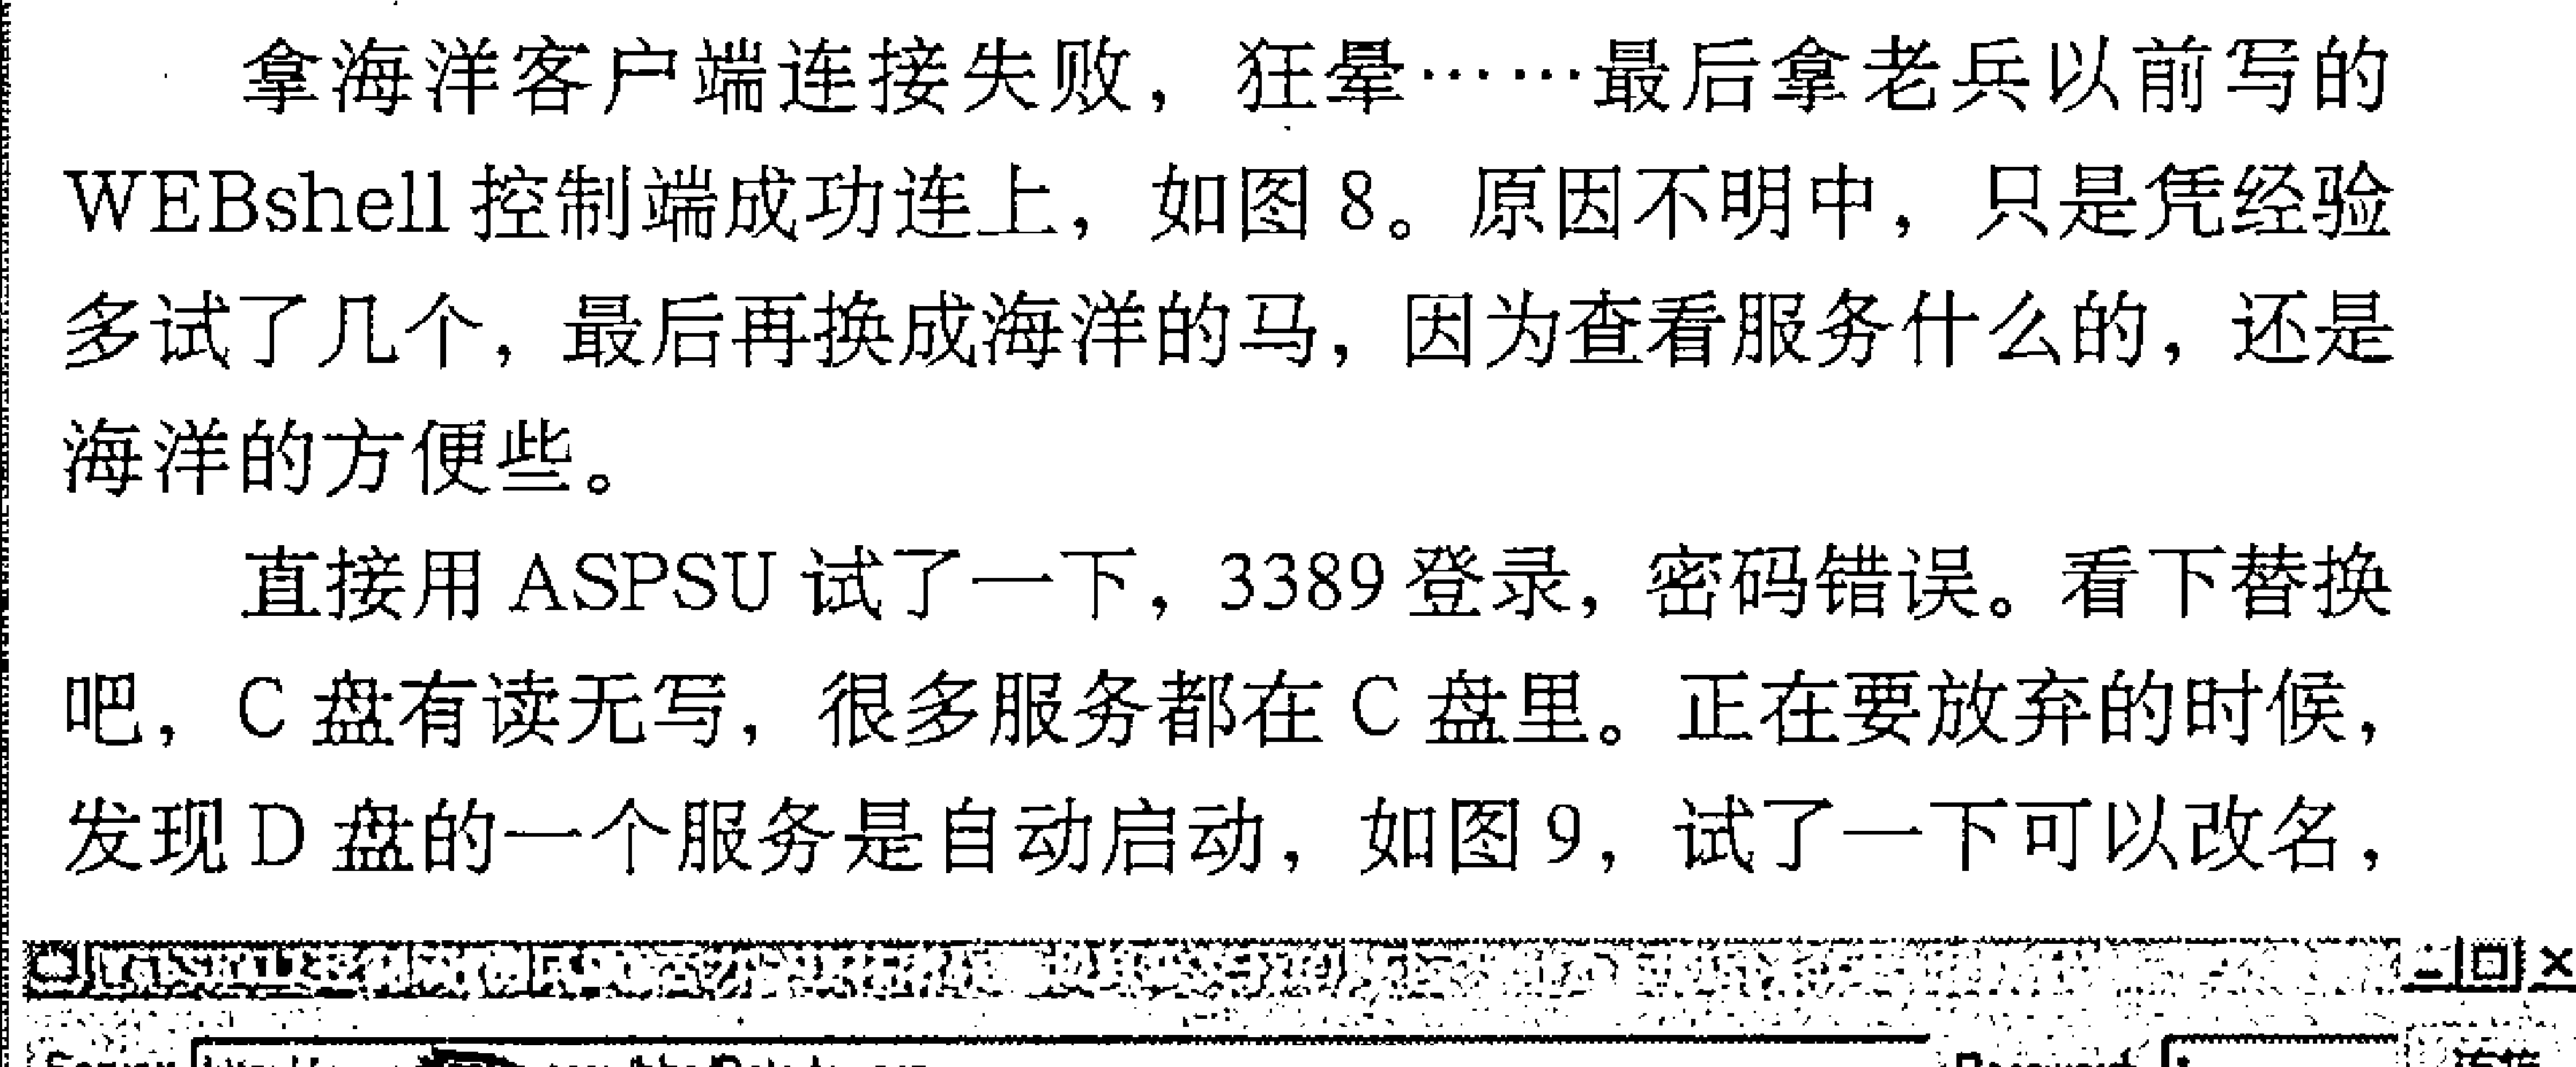 拿海洋客户端连接失败，狂晕……最后拿老兵以前写的
WEBshell控制端成功连上，如图8。原因不明中，只是凭经验
多试了几个，最后再换成海洋的马，因为查看服务什么的，还是
海洋的方便些。
直接用ASPSU试了一下，3389登录，密码错误。看下替换
吧，C盘有读无写，很多服务都在C盘里。正在要放弃的时候，
发现D盘的一个服务是自动启动，如图9，试了一下可以改名，